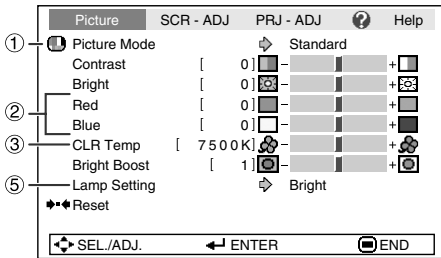 Picture SCR - ADJ PRJ - ADJ ? Help
① Picture Mode Standard
Contrast [ 0] - +
Bright [ 0] - +
② Red [ 0] - +
Blue [ 0] - +
③ CLR Temp [ 7500K] - +
Bright Boost [ 1] - +
⑤ Lamp Setting Bright
Reset
SEL./ADJ. ENTER END